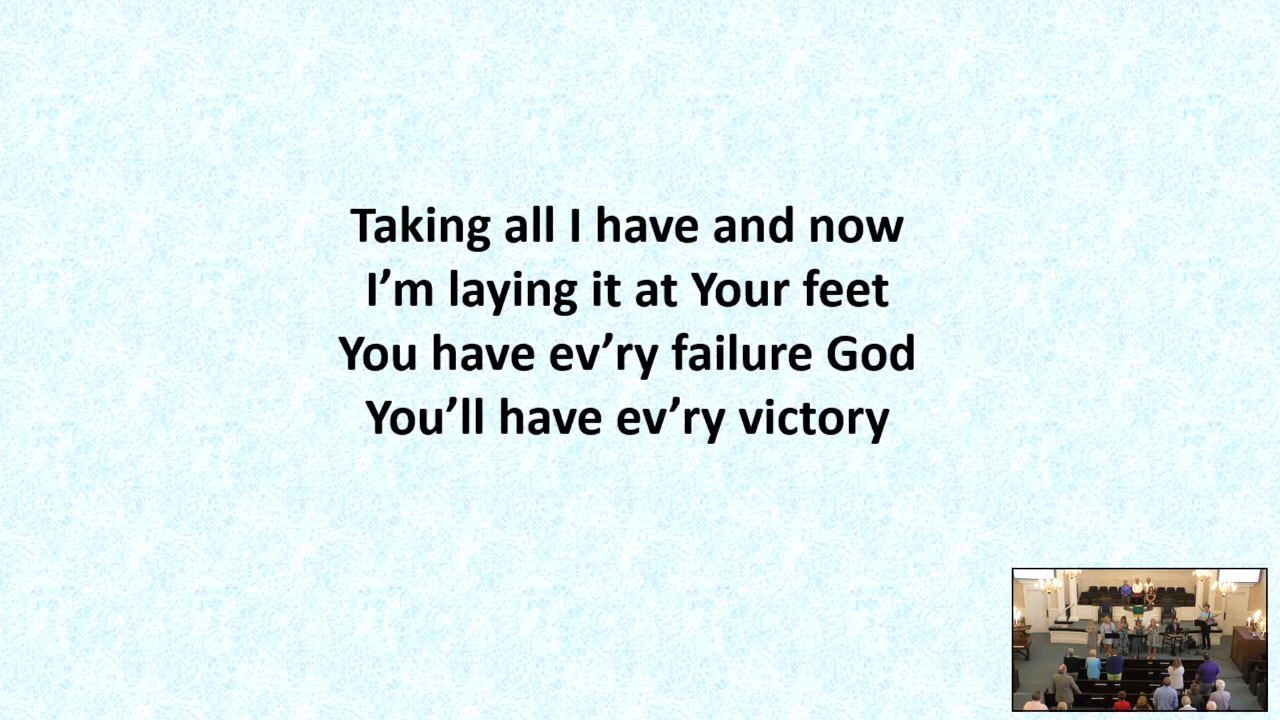 Taking all I have and now
I’m laying it at Your feet
You have ev’ry failure God
You’ll have ev’ry victory